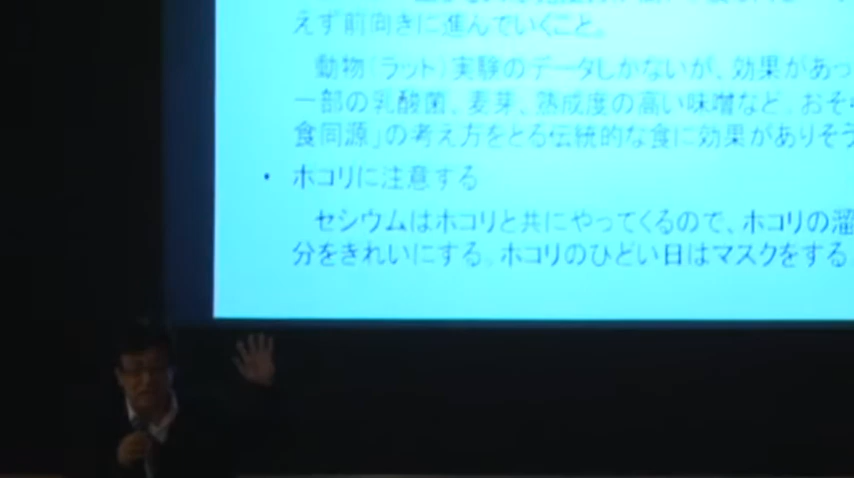 えず前向きに進んでいくこと。
動物(ラット)実験のデータしかないが、効果があっ
一部の乳酸菌、麦芽、熟成度の高い味噌など。おそ
食同源」の考え方をとる伝統的な食に効果がありそう
・ ホコリに注意する
セシウムはホコリと共にやってくるので、ホコリの溜
分をきれいにする。ホコリのひどい日はマスクをする